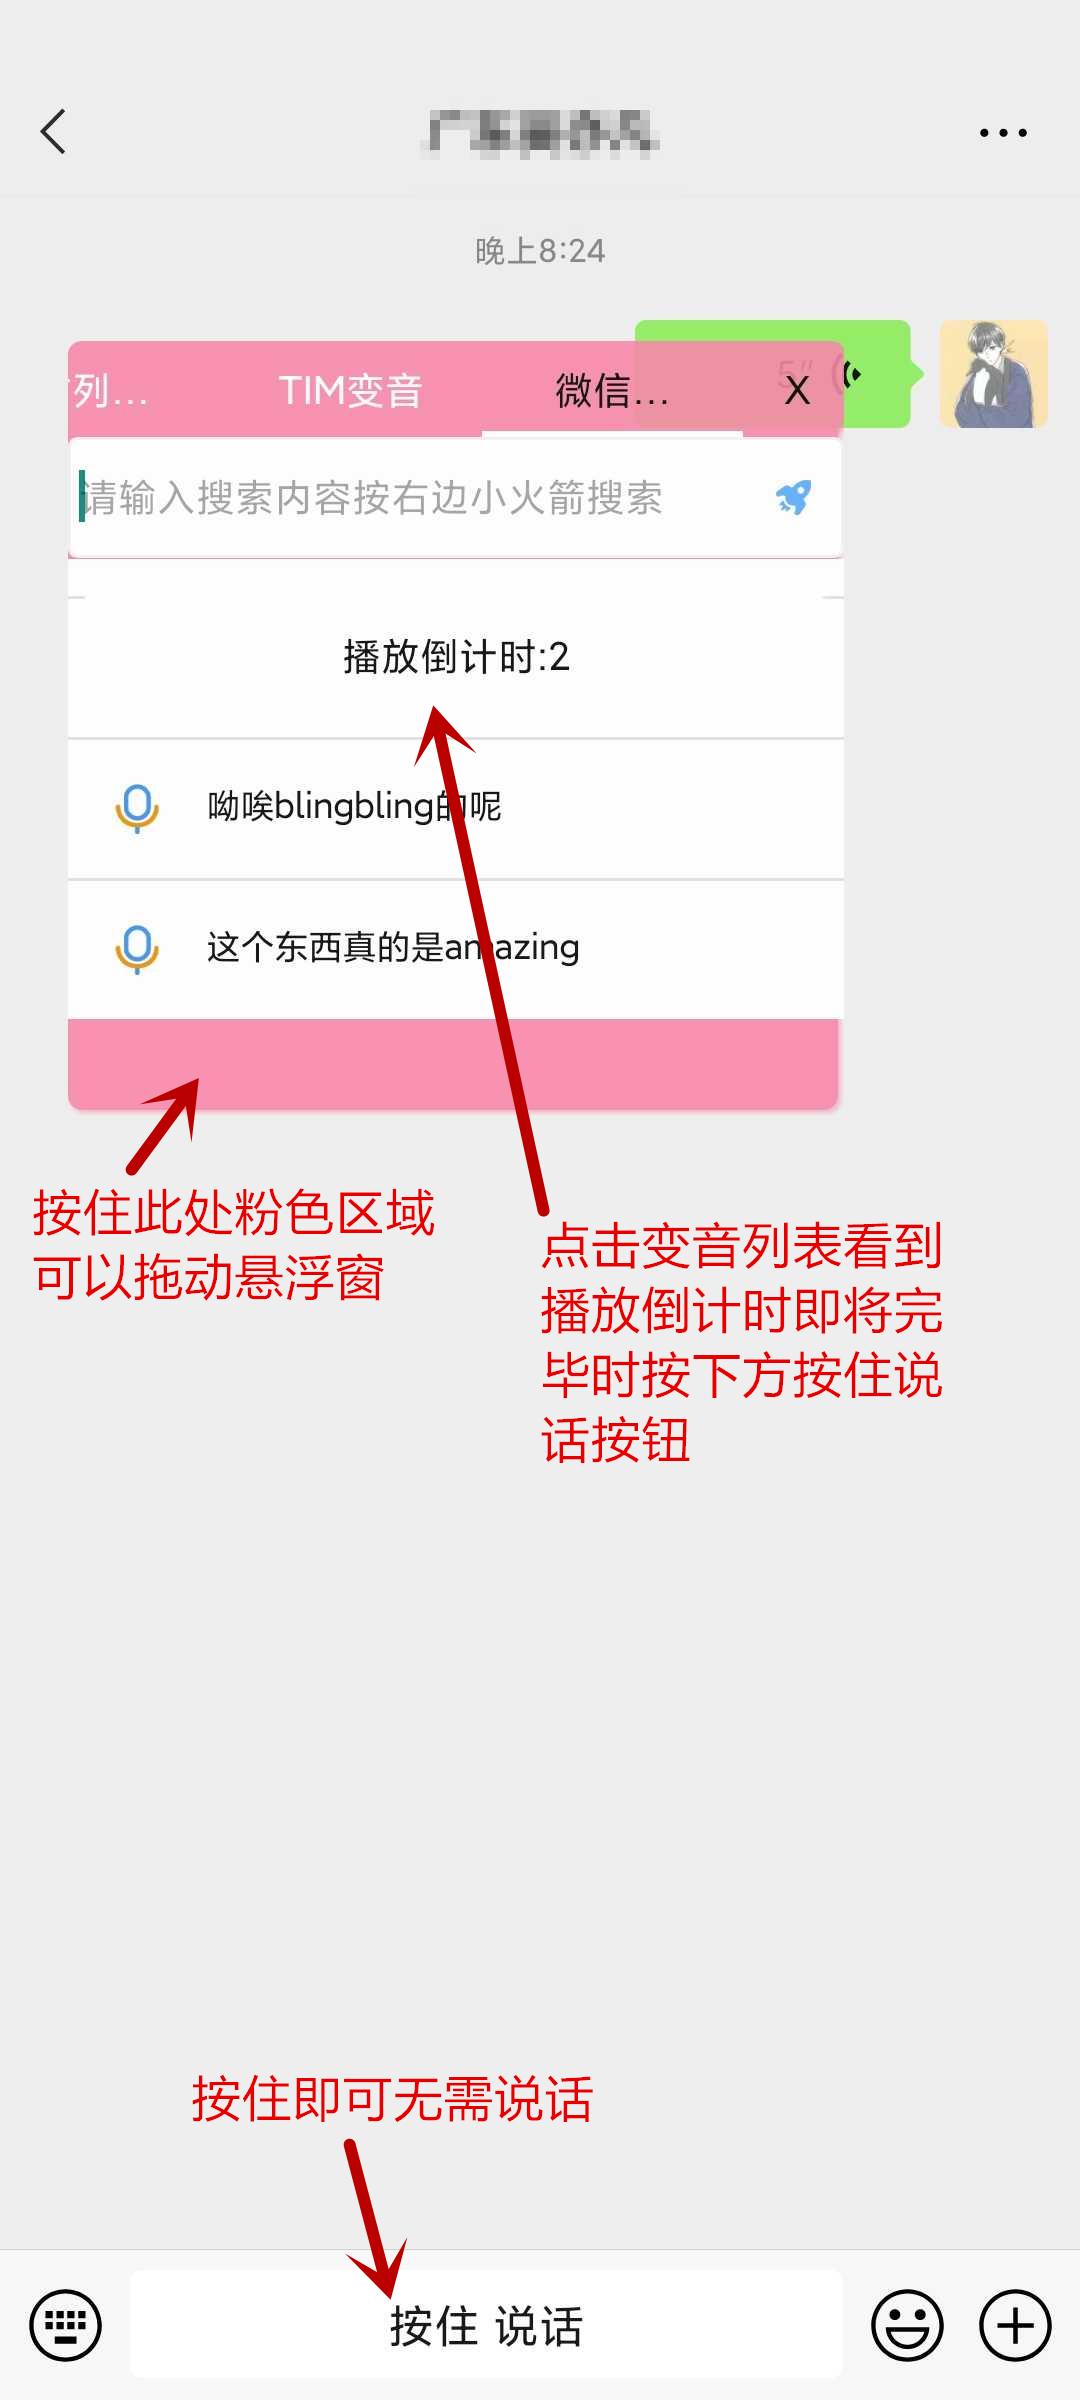 晚上8:24
列...
TIM变音
微信...
X
5"
请输入搜索内容按右边小火箭搜索
播放倒计时:2
呦唉blingbling的呢
这个东西真的是amazing
按住此处粉色区域
可以拖动悬浮窗
点击变音列表看到
播放倒计时即将完
毕时按下方按住说
话按钮
按住即可无需说话
按住 说话